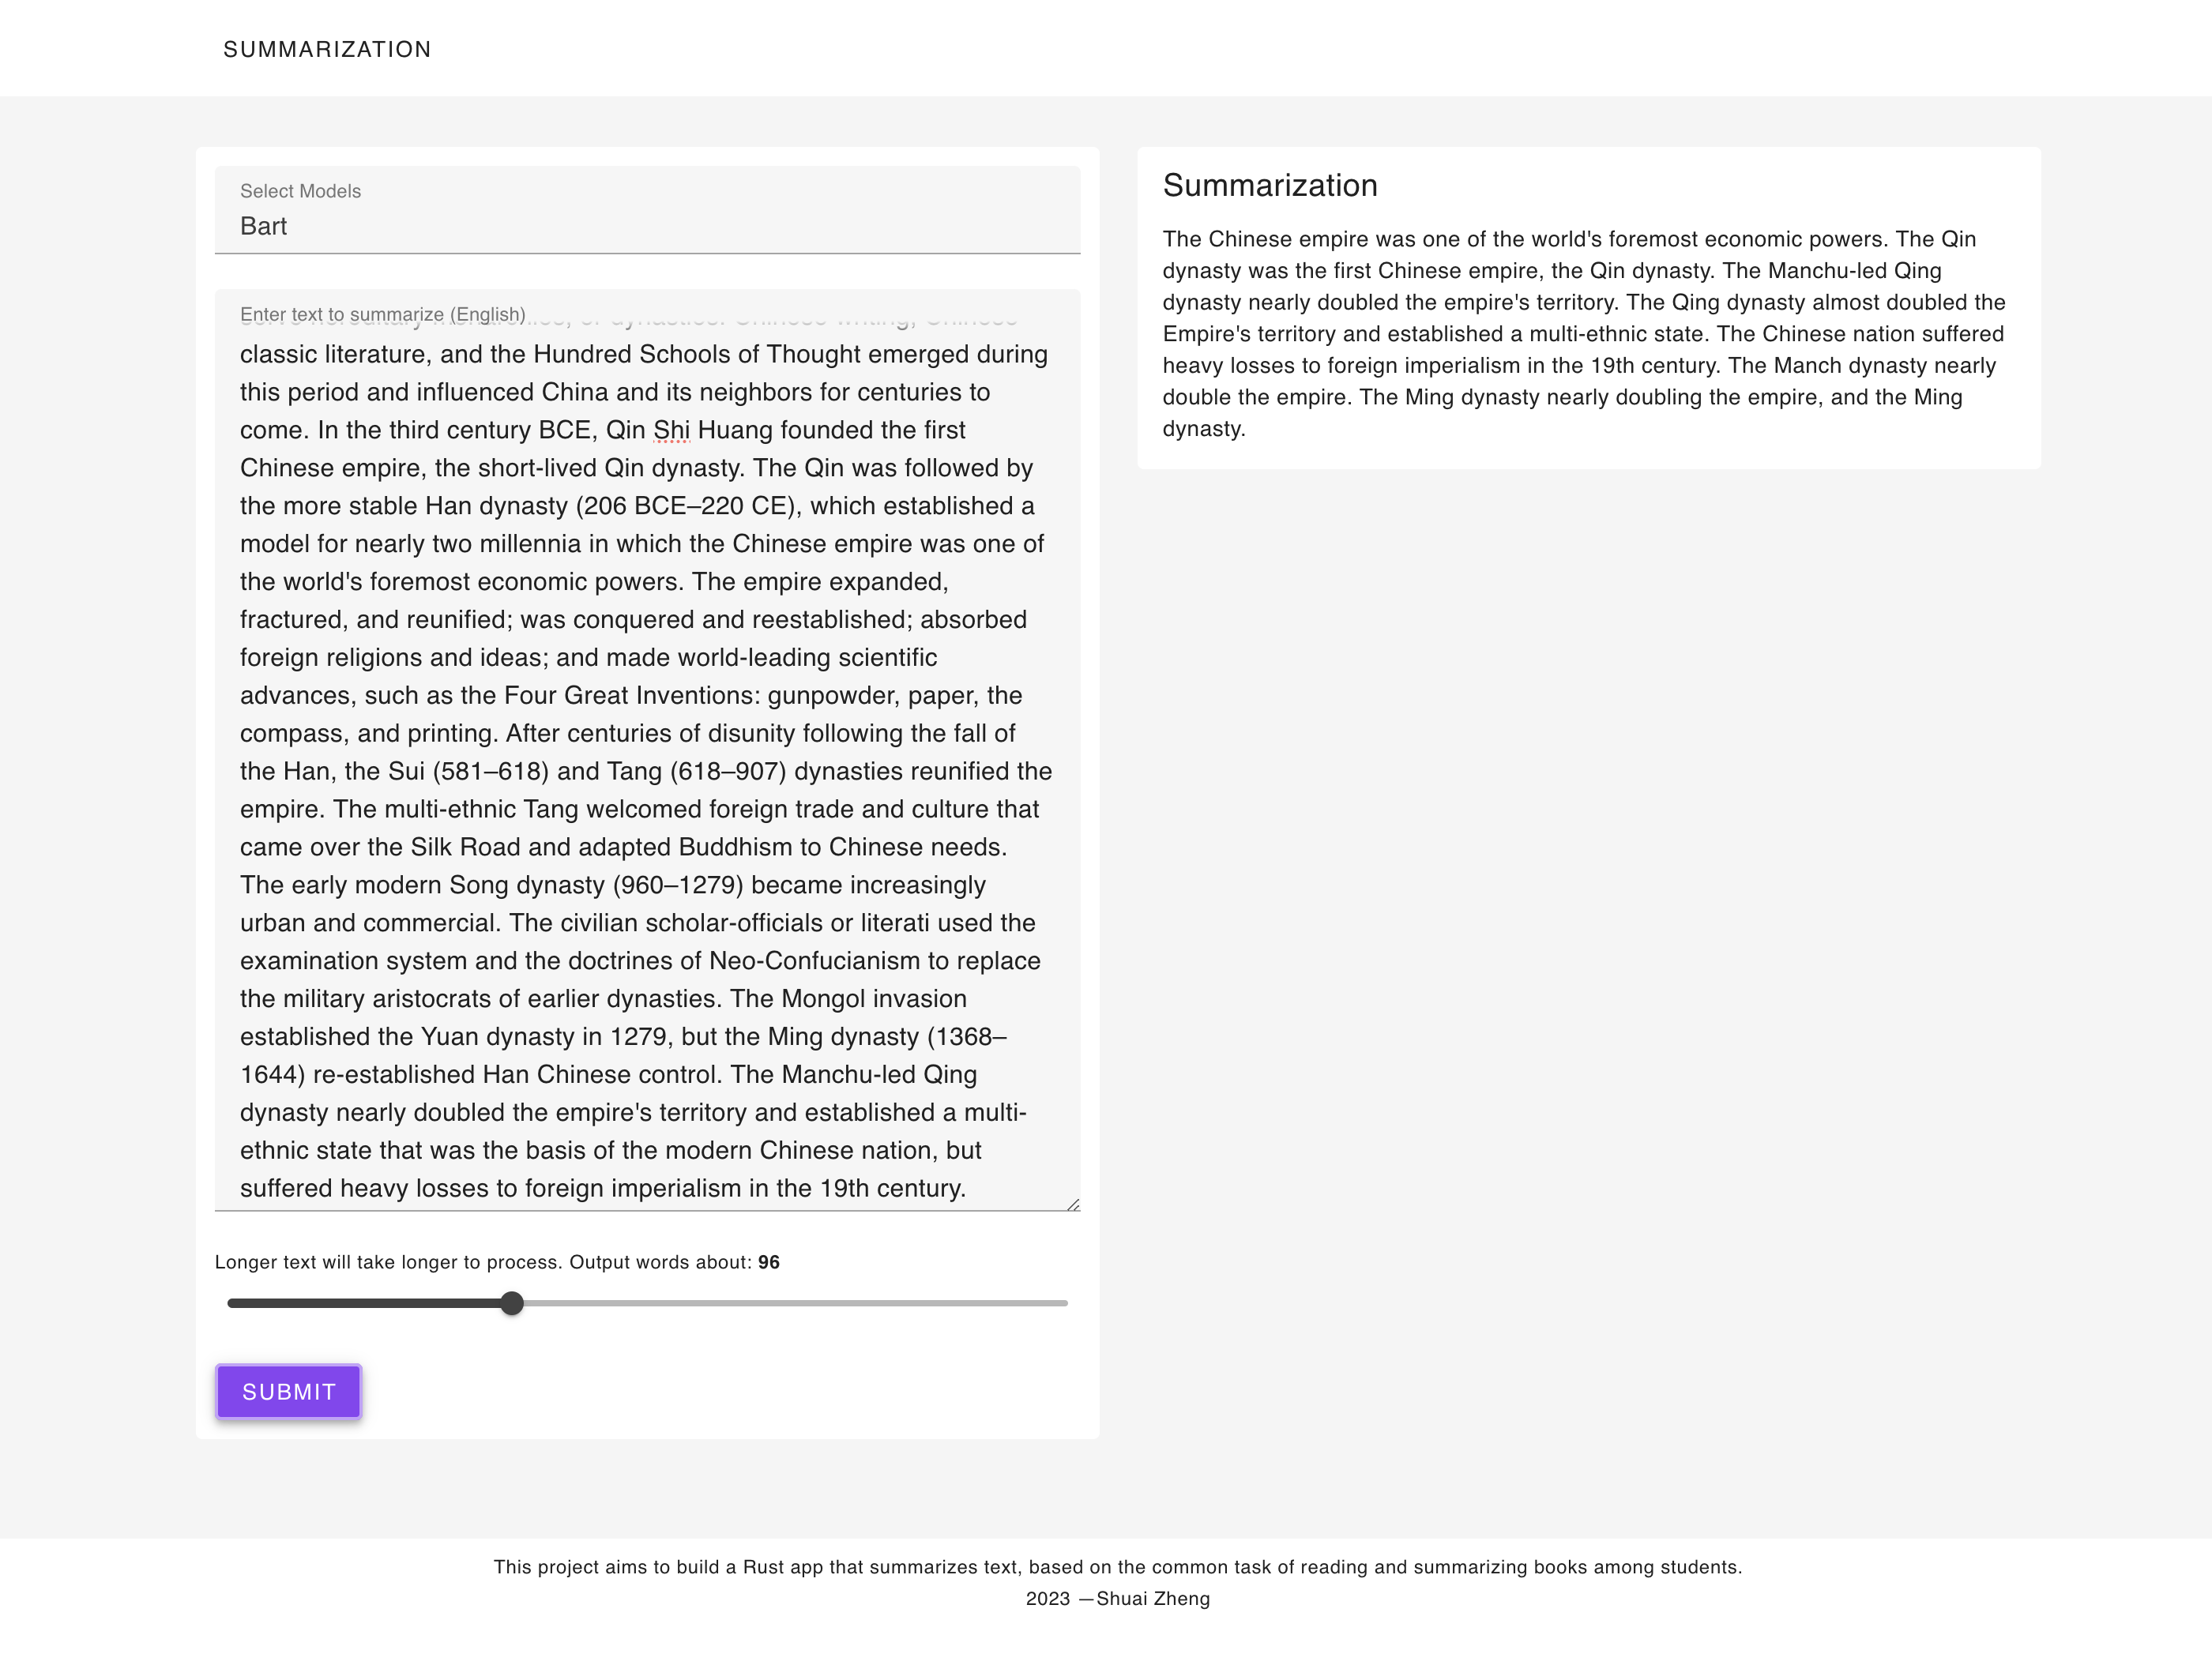 SUMMARIZATION
Select Models
Bart
Enter text to summarize (English)
classic literature, and the Hundred Schools of Thought emerged during
this period and influenced China and its neighbors for centuries to
come. In the third century BCE, Qin Shi Huang founded the first
Chinese empire, the short-lived Qin dynasty. The Qin was followed by
the more stable Han dynasty (206 BCE–220 CE), which established a
model for nearly two millennia in which the Chinese empire was one of
the world's foremost economic powers. The empire expanded,
fractured, and reunified; was conquered and reestablished; absorbed
foreign religions and ideas; and made world-leading scientific
advances, such as the Four Great Inventions: gunpowder, paper, the
compass, and printing. After centuries of disunity following the fall of
the Han, the Sui (581–618) and Tang (618–907) dynasties reunified the
empire. The multi-ethnic Tang welcomed foreign trade and culture that
came over the Silk Road and adapted Buddhism to Chinese needs.
The early modern Song dynasty (960–1279) became increasingly
urban and commercial. The civilian scholar-officials or literati used the
examination system and the doctrines of Neo-Confucianism to replace
the military aristocrats of earlier dynasties. The Mongol invasion
established the Yuan dynasty in 1279, but the Ming dynasty (1368–
1644) re-established Han Chinese control. The Manchu-led Qing
dynasty nearly doubled the empire's territory and established a multi-
ethnic state that was the basis of the modern Chinese nation, but
suffered heavy losses to foreign imperialism in the 19th century.
Longer text will take longer to process. Output words about: 96
SUBMIT
Summarization
The Chinese empire was one of the world's foremost economic powers. The Qin
dynasty was the first Chinese empire, the Qin dynasty. The Manchu-led Qing
dynasty nearly doubled the empire's territory. The Qing dynasty almost doubled the
Empire's territory and established a multi-ethnic state. The Chinese nation suffered
heavy losses to foreign imperialism in the 19th century. The Manch dynasty nearly
double the empire. The Ming dynasty nearly doubling the empire, and the Ming
dynasty.
This project aims to build a Rust app that summarizes text, based on the common task of reading and summarizing books among students.
2023 —Shuai Zheng